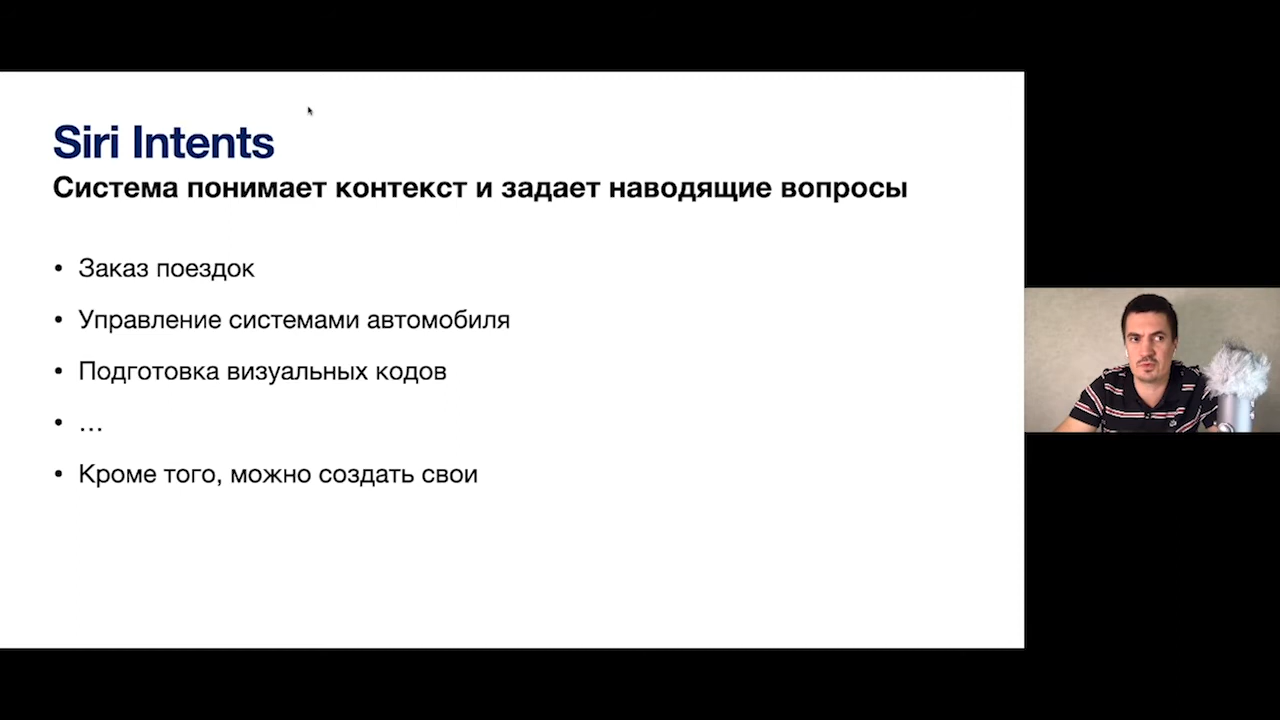 Siri Intents
Система понимает контекст и задает наводящие вопросы
• Заказ поездок
• Управление системами автомобиля
• Подготовка визуальных кодов
• …
• Кроме того, можно создать свои